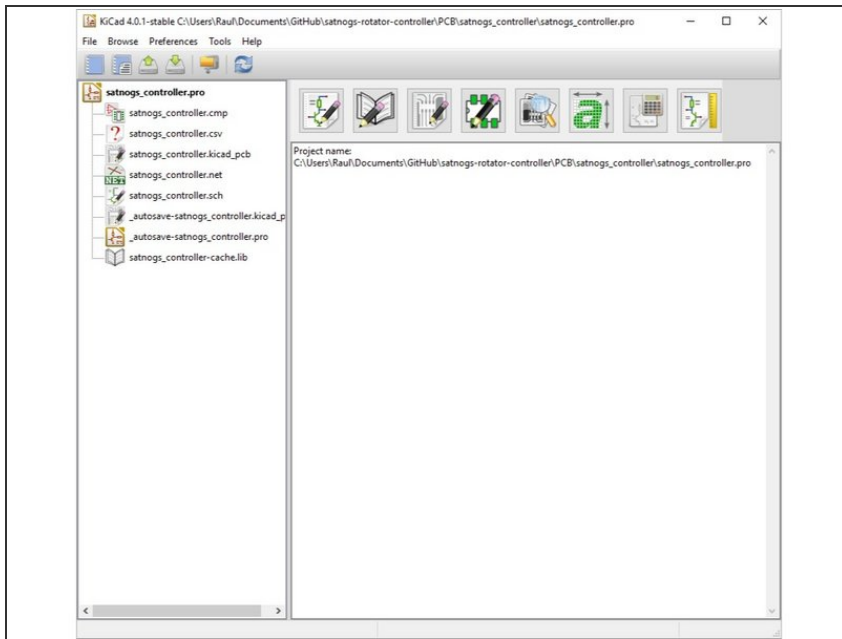 KiCad 4.0.1-stable C:\Users\Raul\Documents\GitHub\satnogs-rotator-controller\PCB\satnogs_controller\satnogs_controller.pro
File Browse Preferences Tools Help
satnogs_controller.pro
satnogs_controller.cmp
satnogs_controller.csv
satnogs_controller.kicad_pcb
NET
satnogs_controller.net
satnogs_controller.sch
_autosave-satnogs_controller.kicad_p
_autosave-satnogs_controller.pro
satnogs_controller-cache.lib
a
Project name:
C:\Users\Raul\Documents\GitHub\satnogs-rotator-controller\PCB\satnogs_controller\satnogs_controller.pro